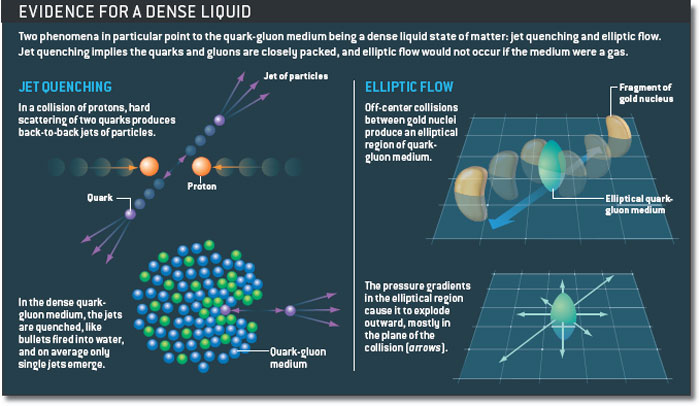 EVIDENCE FOR A DENSE LIQUID
Two phenomena in particular point to the quark-gluon medium being a dense liquid state of matter: jet quenching and elliptic flow.
Jet quenching implies the quarks and gluons are closely packed, and elliptic flow would not occur if the medium were a gas.
JET QUENCHING
In a collision of protons, hard
scattering of two quarks produces
back-to-back jets of particles.
Jet of particles
Proton
Quark
In the dense quark-
gluon medium, the jets
are quenched, like
bullets fired into water,
and on average only
single jets emerge.
Quark-gluon
medium
ELLIPTIC FLOW
Off-center collisions
between gold nuclei
produce an elliptical
region of quark-
gluon medium.
Fragment of
gold nucleus
Elliptical quark-
gluon medium
The pressure gradients
in the elliptical region
cause it to explode
outward, mostly in
the plane of the
collision (arrows).